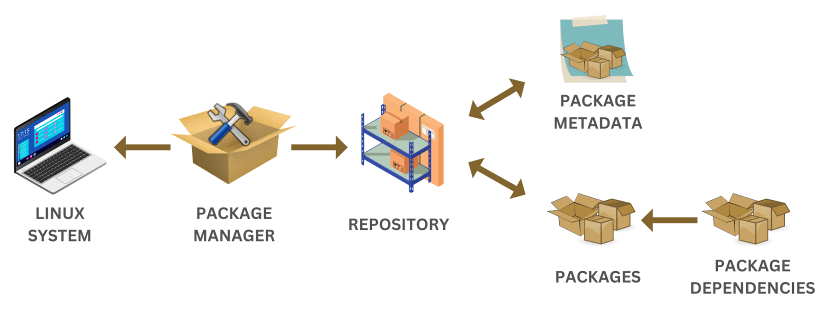 PACKAGE
METADATA
LINUX
SYSTEM
PACKAGE
MANAGER
REPOSITORY
PACKAGES
PACKAGE
DEPENDENCIES